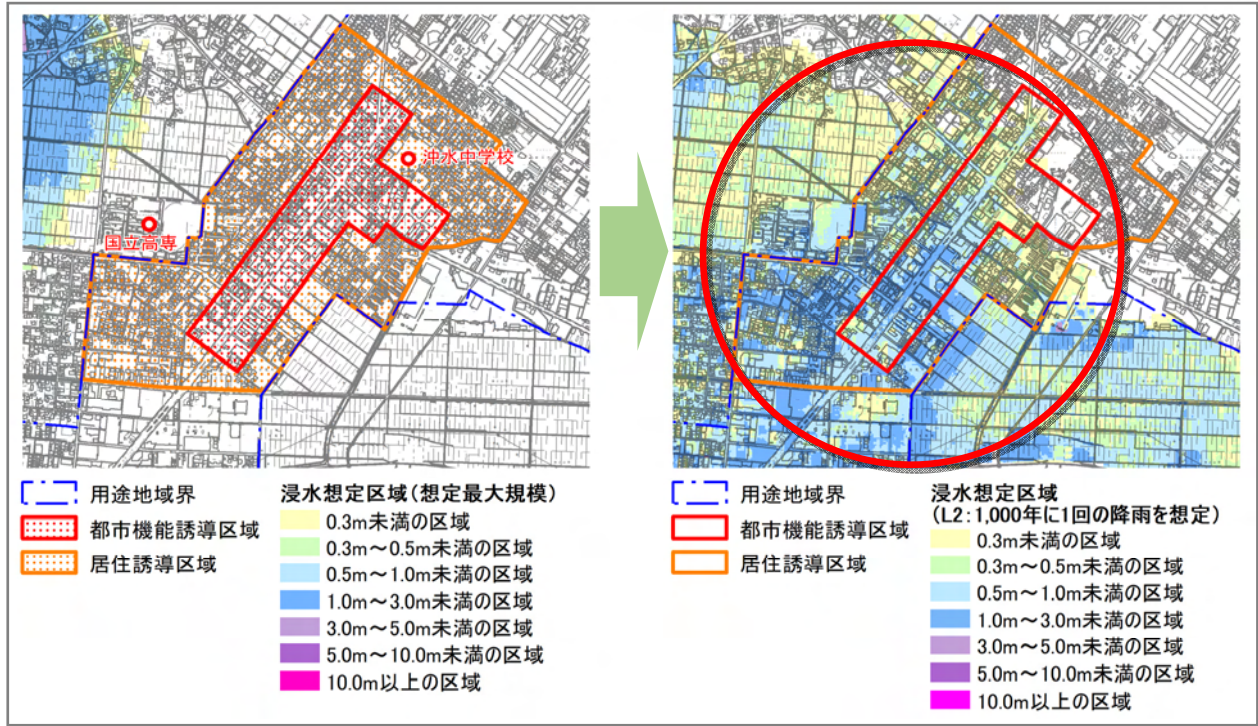 沖水中学校
国立高専
用途地域界
都市機能誘導区域
居住誘導区域
浸水想定区域(想定最大規模)
0.3m未満の区域
0.3m～0.5m未満の区域
0.5m～1.0m未満の区域
1.0m～3.0m未満の区域
3.0m～5.0m未満の区域
5.0m～10.0m未満の区域
10.0m以上の区域
用途地域界
都市機能誘導区域
居住誘導区域
浸水想定区域
(L2:1,000年に1回の降雨を想定)
0.3m未満の区域
0.3m～0.5m未満の区域
0.5m～1.0m未満の区域
1.0m～3.0m未満の区域
3.0m～5.0m未満の区域
5.0m～10.0m未満の区域
10.0m以上の区域